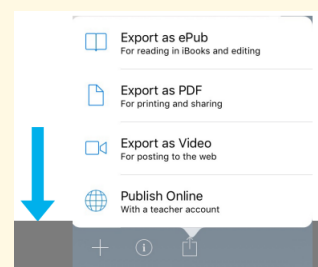 Export as ePub
For reading in iBooks and editing
Export as PDF
For printing and sharing
Export as Video
For posting to the web
Publish Online
With a teacher account